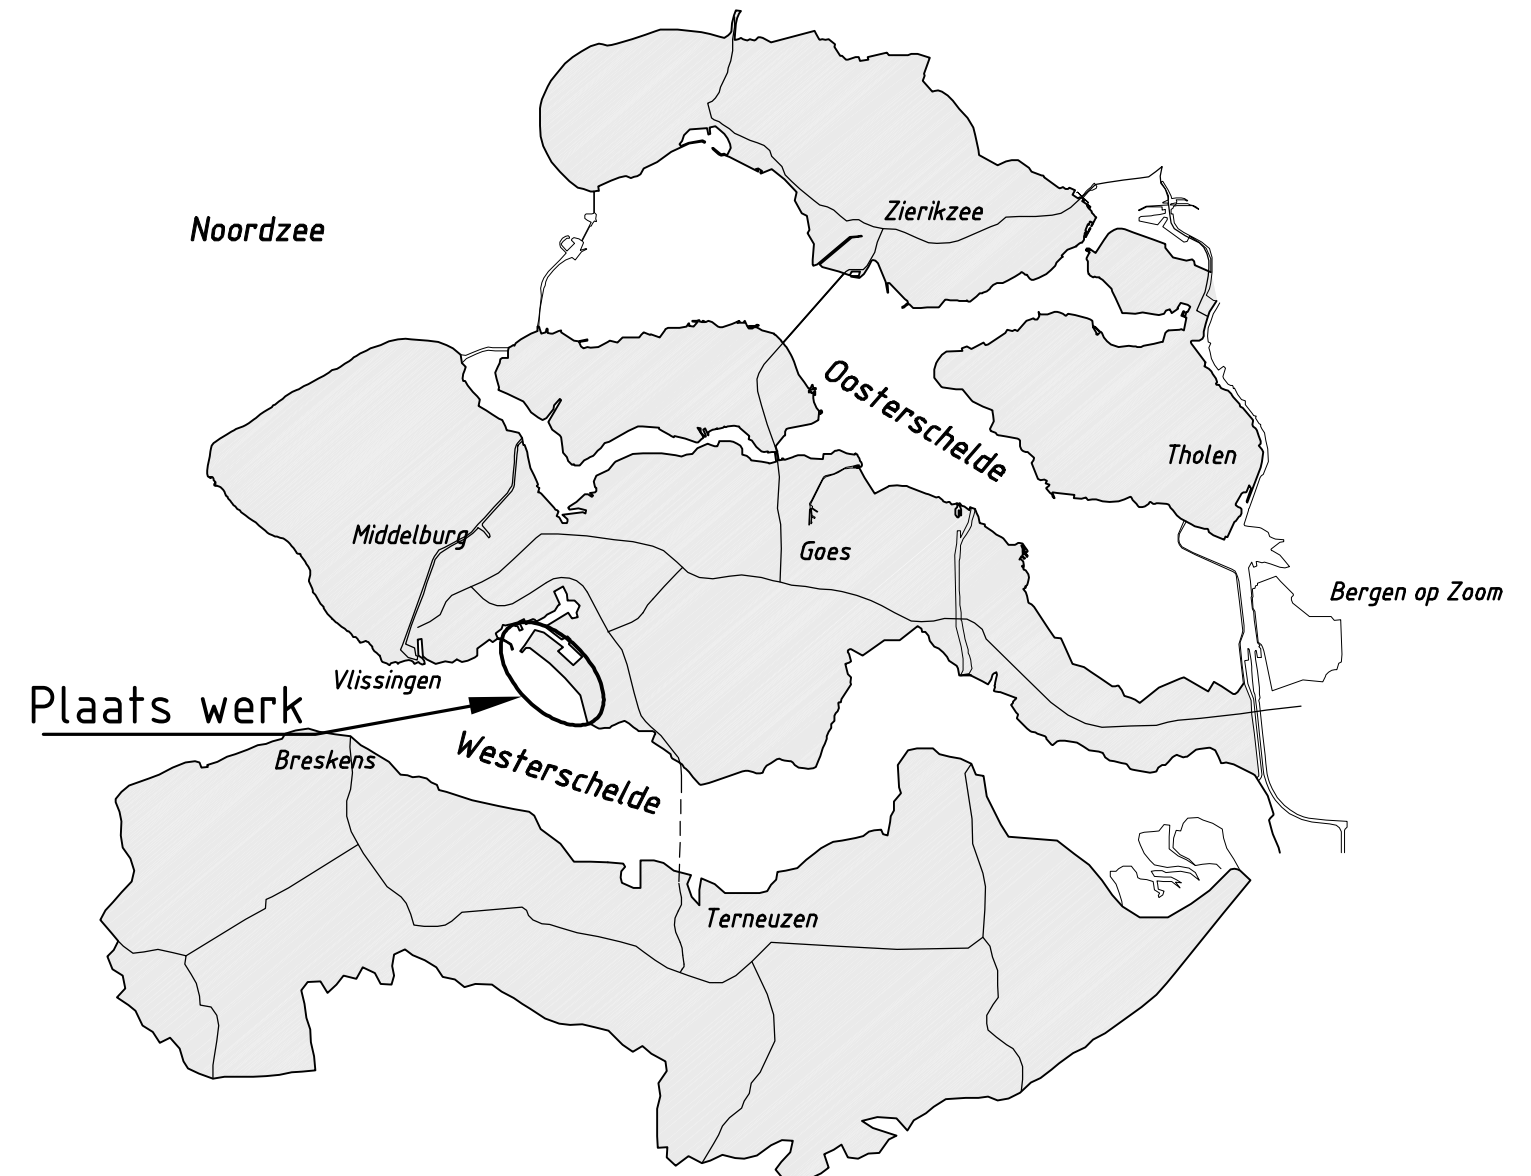 Zierikzee
Noordzee
Oosterschelde
Tholen
Middelburg
Goes
Bergen op Zoom
Vlissingen
Plaats werk
Westerschelde
Breskens
Terneuzen